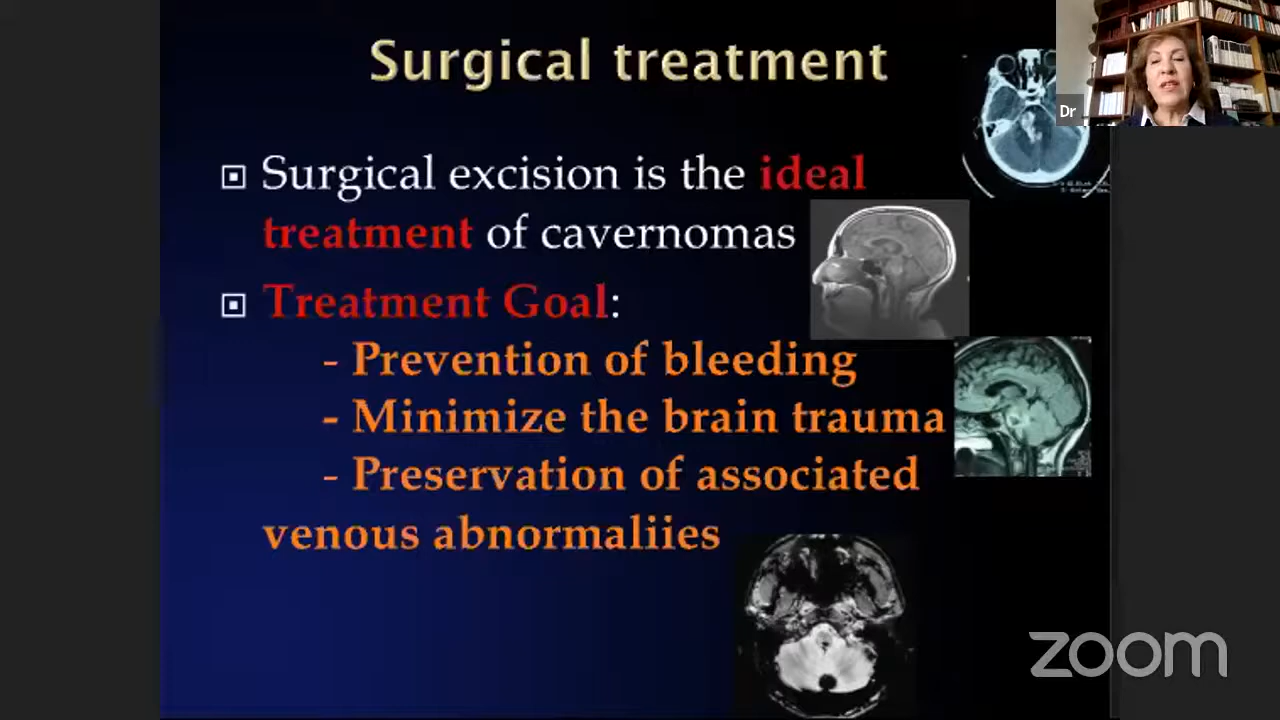 Surgical treatment
Dr
Surgical excision is the ideal
treatment of cavernomas
Treatment Goal:
- Prevention of bleeding
- Minimize the brain trauma
- Preservation of associated
venous abnormaliies
zoom